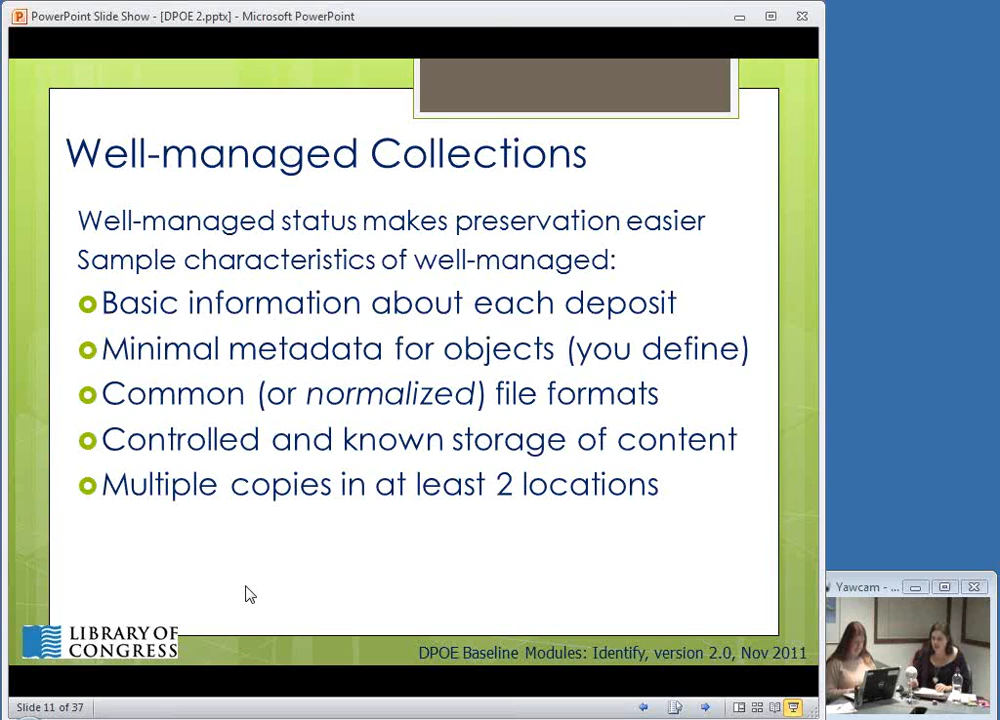 PowerPoint Slide Show - [DPOE 2.pptx] - Microsoft PowerPoint
Well-managed Collections
Well-managed status makes preservation easier
Sample characteristics of well-managed:
Basic information about each deposit
Minimal metadata for objects (you define)
Common (or normalized) file formats
Controlled and known storage of content
Multiple copies in at least 2 locations
LIBRARY OF
CONGRESS
DPOE Baseline Modules: Identify, version 2.0, Nov 2011
Slide 11 of 37
Yawcam - ...